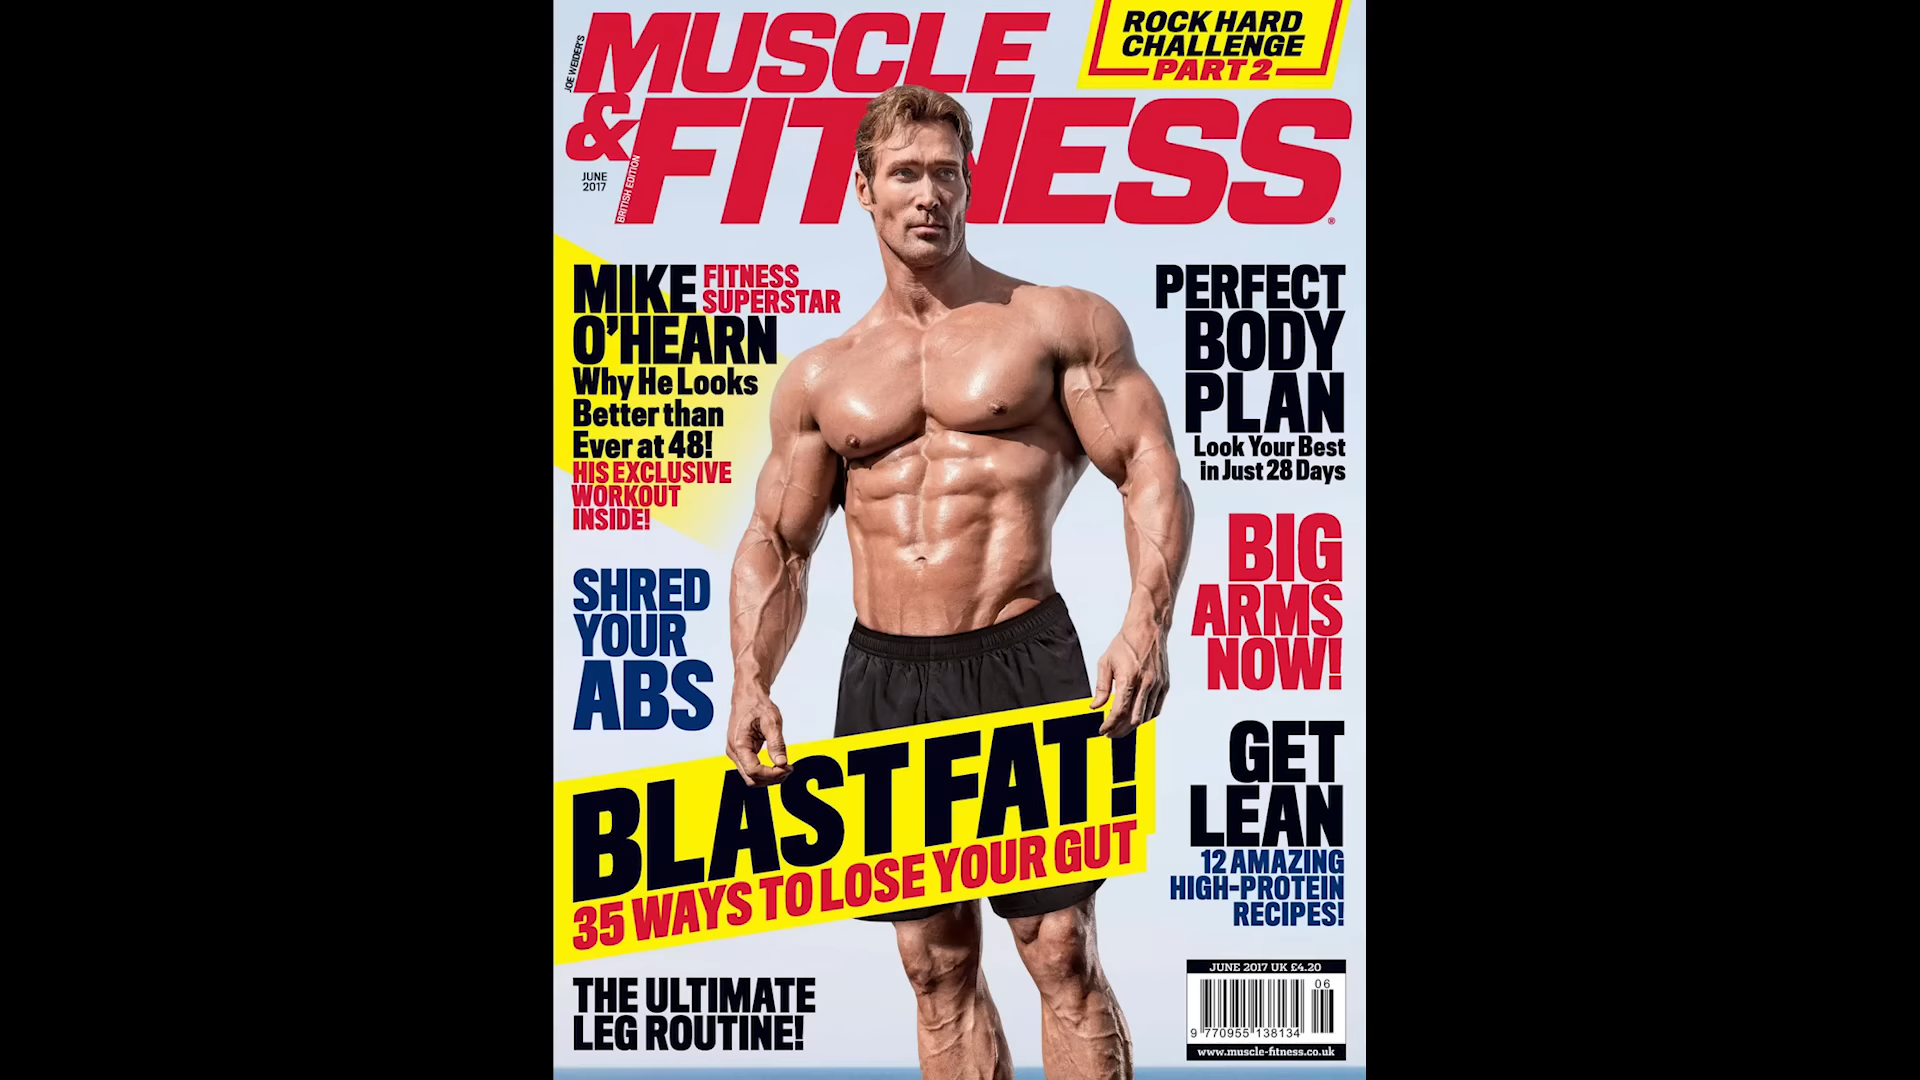 JOE WEIDER'S
MUSCLE
& FITNESS
®
BRITISH EDITION
JUNE
2017
ROCK HARD
CHALLENGE
PART 2
MIKE FITNESS
SUPERSTAR
O'HEARN
Why He Looks
Better than
Ever at 48!
HIS EXCLUSIVE
WORKOUT
INSIDE!
SHRED
YOUR
ABS
BLAST FAT!
35 WAYS TO LOSE YOUR GUT
THE ULTIMATE
LEG ROUTINE!
PERFECT
BODY
PLAN
Look Your Best
in Just 28 Days
BIG
ARMS
NOW!
GET
LEAN
12 AMAZING
HIGH-PROTEIN
RECIPES!
JUNE 2017 UK £4.20
06
9 770955 138134
www.muscle-fitness.co.uk